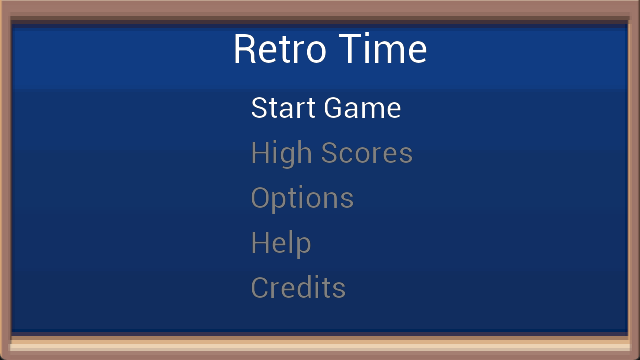 Retro Time
Start Game
High Scores
Options
Help
Credits